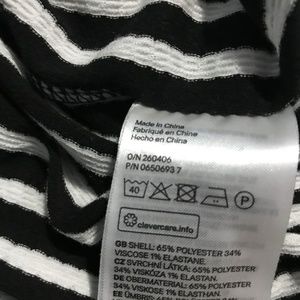 Made in China
Fabriqué en Chine
Hecho en China
O/N 260406
P/N 0650693 7
40
P
clevercare.info
GB SHELL: 65% POLYESTER 34%
VISCOSE 1% ELASTANE.
CZ SVRCHNÍ LÁTKA: 65% POLYESTER
34% VISKÓZA 1% ELASTAN.
DE OBERMATERIAL: 65% POLYESTER
34% VISKOSE 1% ELASTAN.